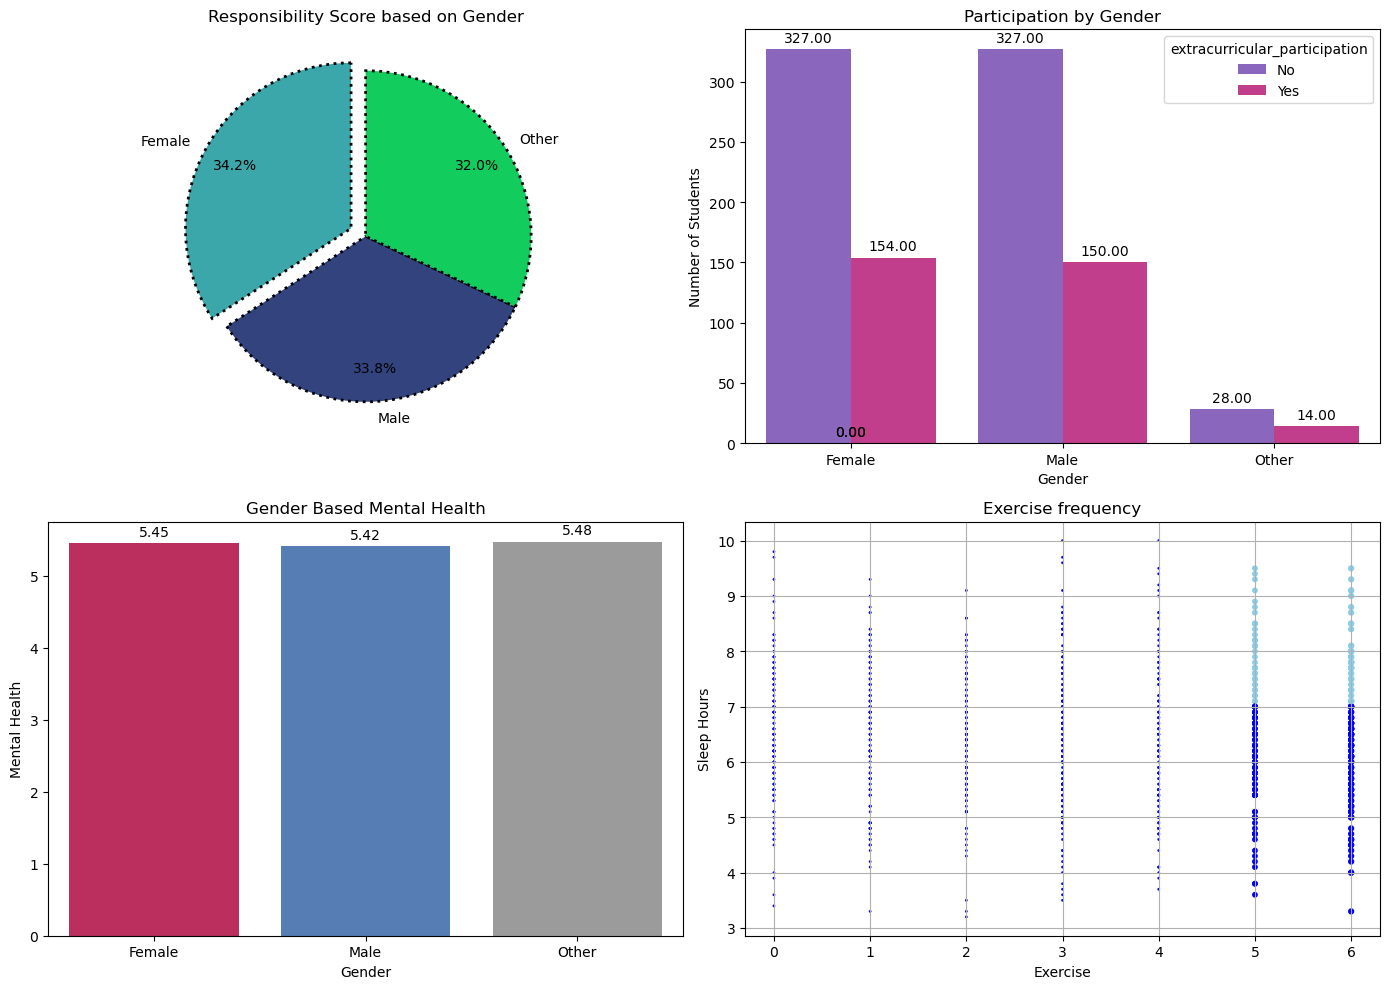 Responsibility Score based on Gender
Female
34.2%
Other
32.0%
33.8%
Male
Participation by Gender
327.00
327.00
extracurricular_participation
No
Yes
154.00
150.00
28.00
14.00
0.00
300
250
200
150
100
50
0
Number of Students
Female
Male
Other
Gender
Gender Based Mental Health
5.45
5.42
5.48
5
4
3
2
1
0
Mental Health
Female
Male
Other
Gender
Exercise frequency
10
9
8
7
6
5
4
3
Sleep Hours
0
1
2
3
4
5
6
Exercise